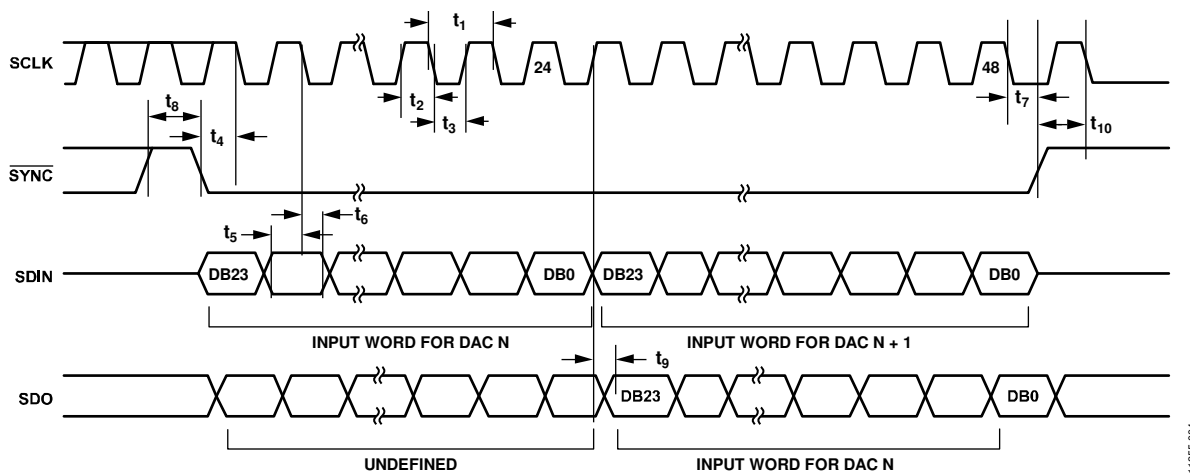 t1
SCLK
24
48
t2
t3
t7
t8
t4
t10
SYNC
t5
t6
SDIN
DB23
DB0
DB23
DB0
INPUT WORD FOR DAC N
INPUT WORD FOR DAC N + 1
t9
SDO
DB23
DB0
UNDEFINED
INPUT WORD FOR DAC N